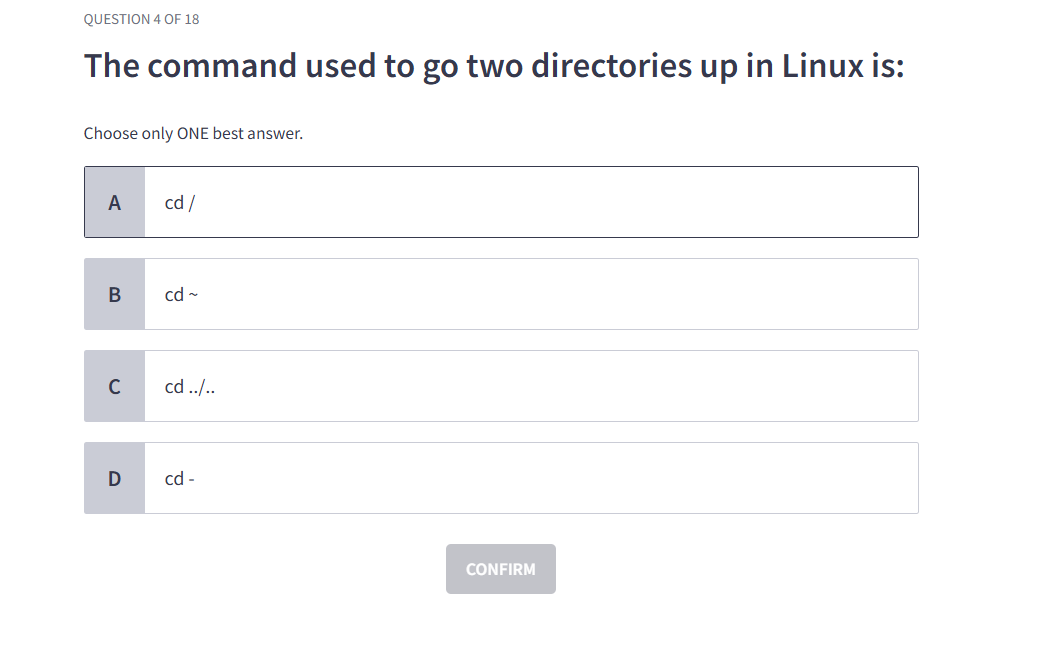 QUESTION 4 OF 18
The command used to go two directories up in Linux is:
Choose only ONE best answer.
A cd /
B cd ~
C cd ../..
D cd -
CONFIRM